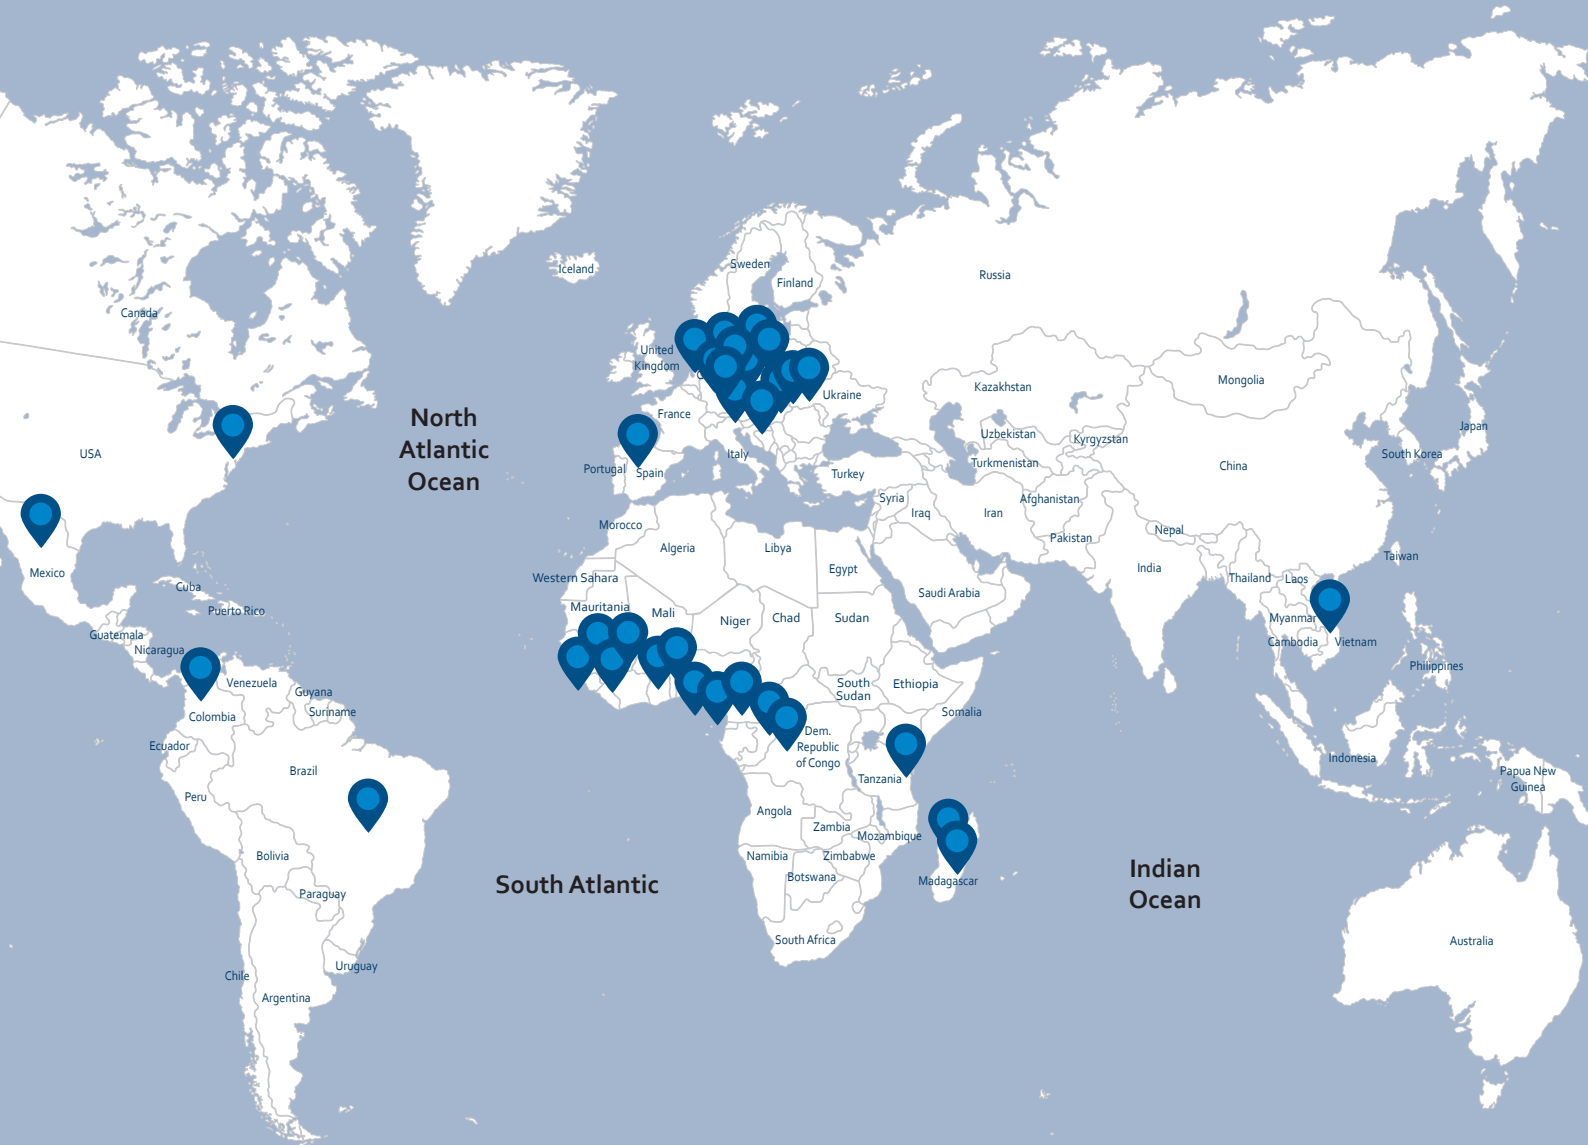 Iceland
Sweden
Finland
Russia
Canada
United
Kingdom
Ukraine
Kazakhstan
Mongolia
North
Atlantic
Ocean
France
USA
Portugal
Spain
Italy
Turkey
Uzbekistan
Kyrgyzstan
Turkmenistan
China
South Korea
Japan
Syria
Iraq
Iran
Afghanistan
Pakistan
Nepal
India
Taiwan
Morocco
Algeria
Libya
Egypt
Saudi Arabia
Western Sahara
Mauritania
Mali
Niger
Chad
Sudan
Thailand
Laos
Myanmar
Cambodia
Vietnam
Philippines
Mexico
Cuba
Puerto Rico
Guatemala
Nicaragua
Venezuela
Guyana
Suriname
Colombia
Ecuador
Brazil
Peru
South
Sudan
Ethiopia
Somalia
Dem.
Republic
of Congo
Tanzania
Indonesia
Papua New
Guinea
Angola
Zambia
Mozambique
Namibia
Zimbabwe
Botswana
Madagascar
South Africa
Bolivia
Paraguay
South Atlantic
Indian
Ocean
Australia
Uruguay
Chile
Argentina